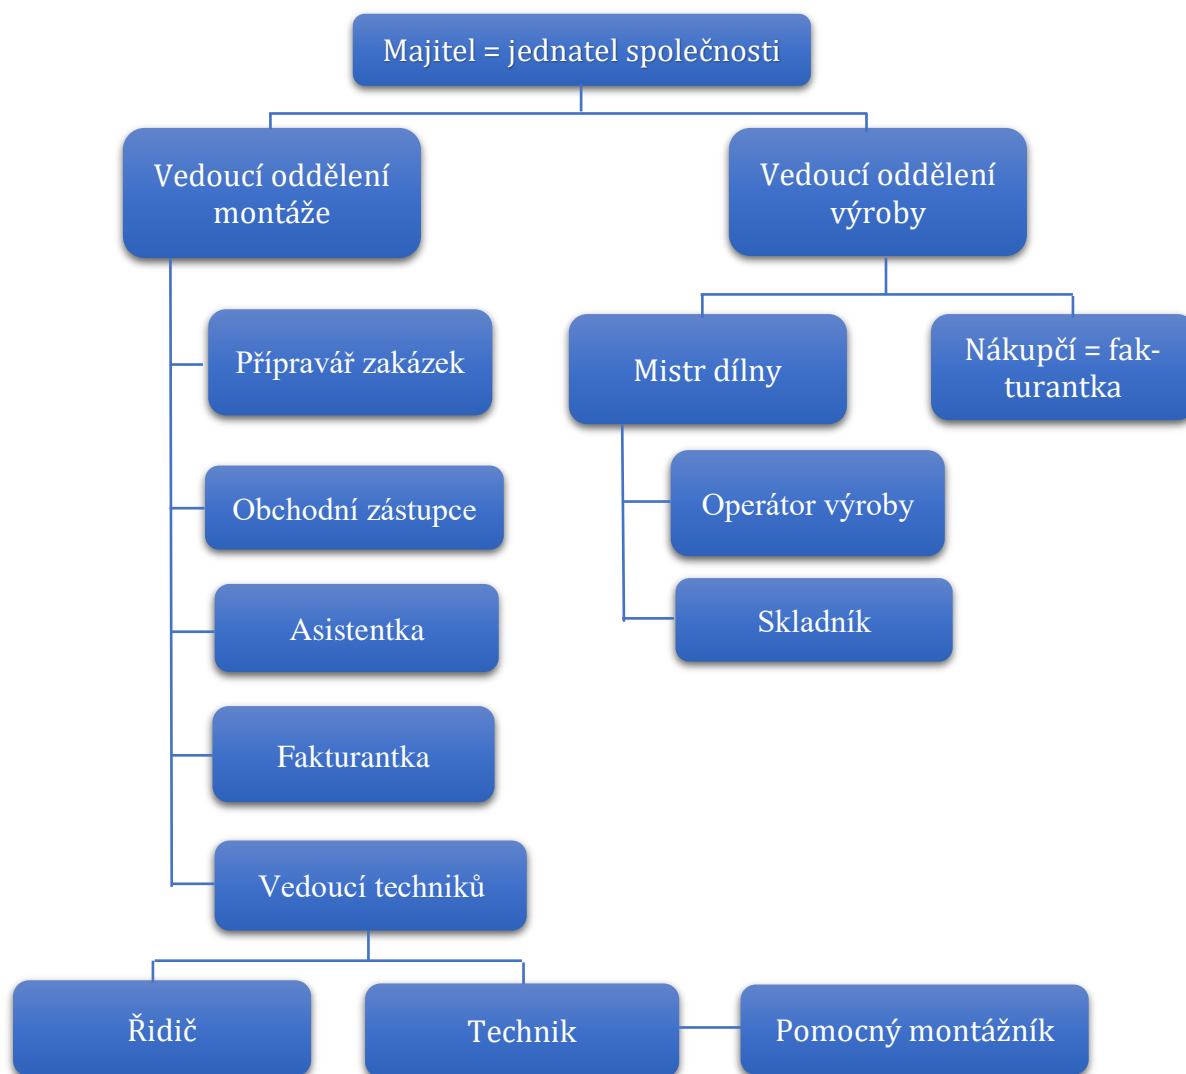 Majitel = jednatel společnosti
Vedoucí oddělení
montáže
Vedoucí oddělení
výroby
Přípravář zakázek
Mistr dílny
Nákupčí = fak-
turantka
Obchodní zástupce
Operátor výroby
Asistentka
Skladník
Fakturantka
Vedoucí techniků
Řidič
Technik
Pomocný montážník